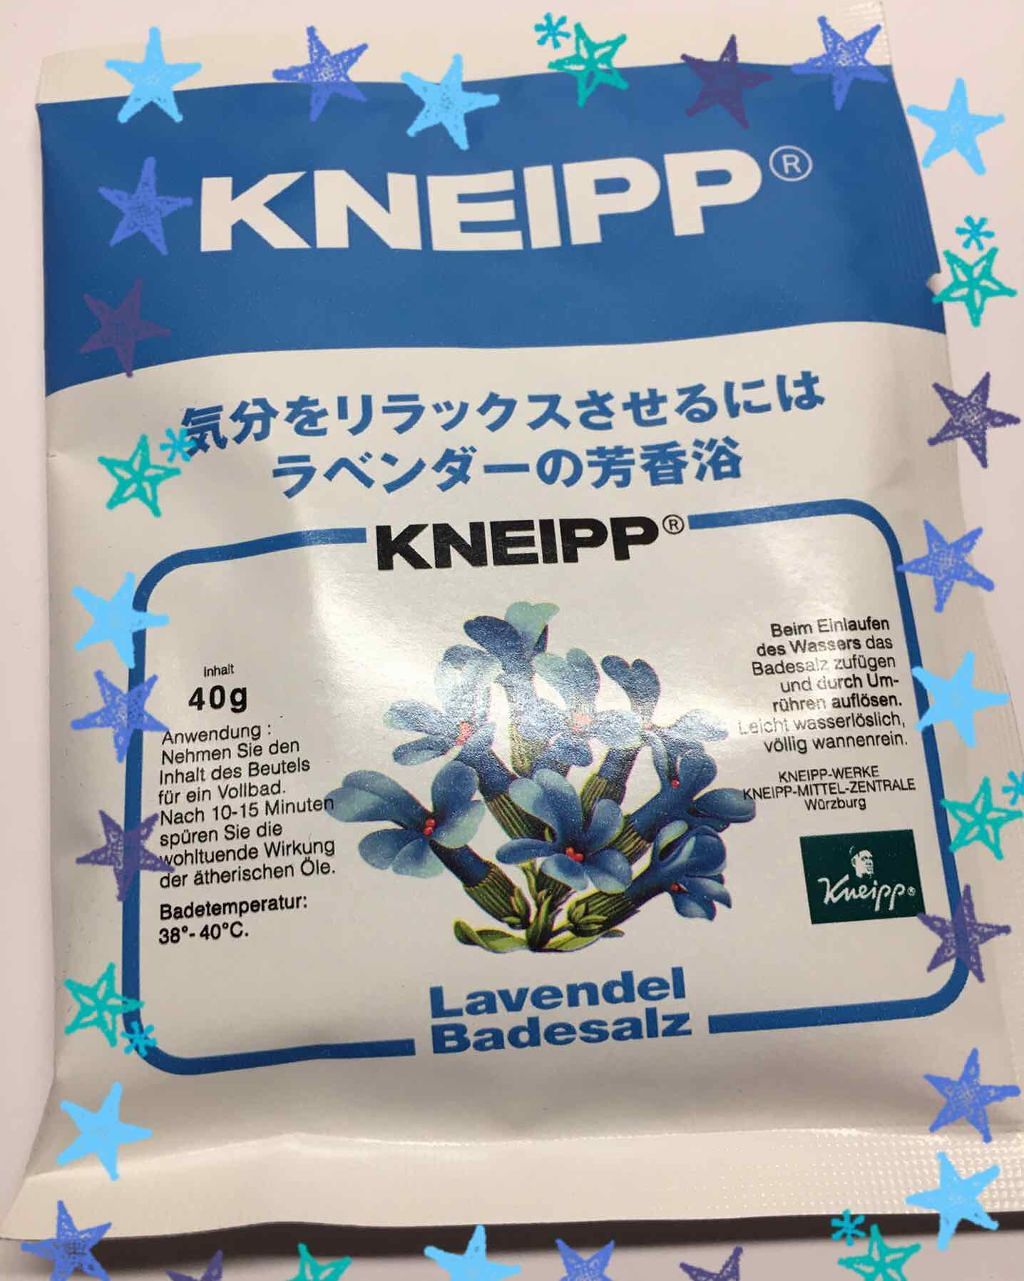 KNEIPP®
気分をリラックスさせるには
ラベンダーの芳香浴
KNEIPP®
Inhalt
40g
Anwendung :
Nehmen Sie den
Inhalt des Beutels
für ein Vollbad.
Nach 10-15 Minuten
spüren Sie die
wohltuende Wirkung
der ätherischen Öle.
Badetemperatur:
38°-40°C.
Beim Einlaufen
des Wassers das
Badesalz zufügen
und durch Um-
rühren auflösen.
Leicht wasserlöslich,
völlig wannenrein.
KNEIPP-WERKE
KNEIPP-MITTEL-ZENTRALE
Würzburg
Kneipp®
Lavendel
Badesalz